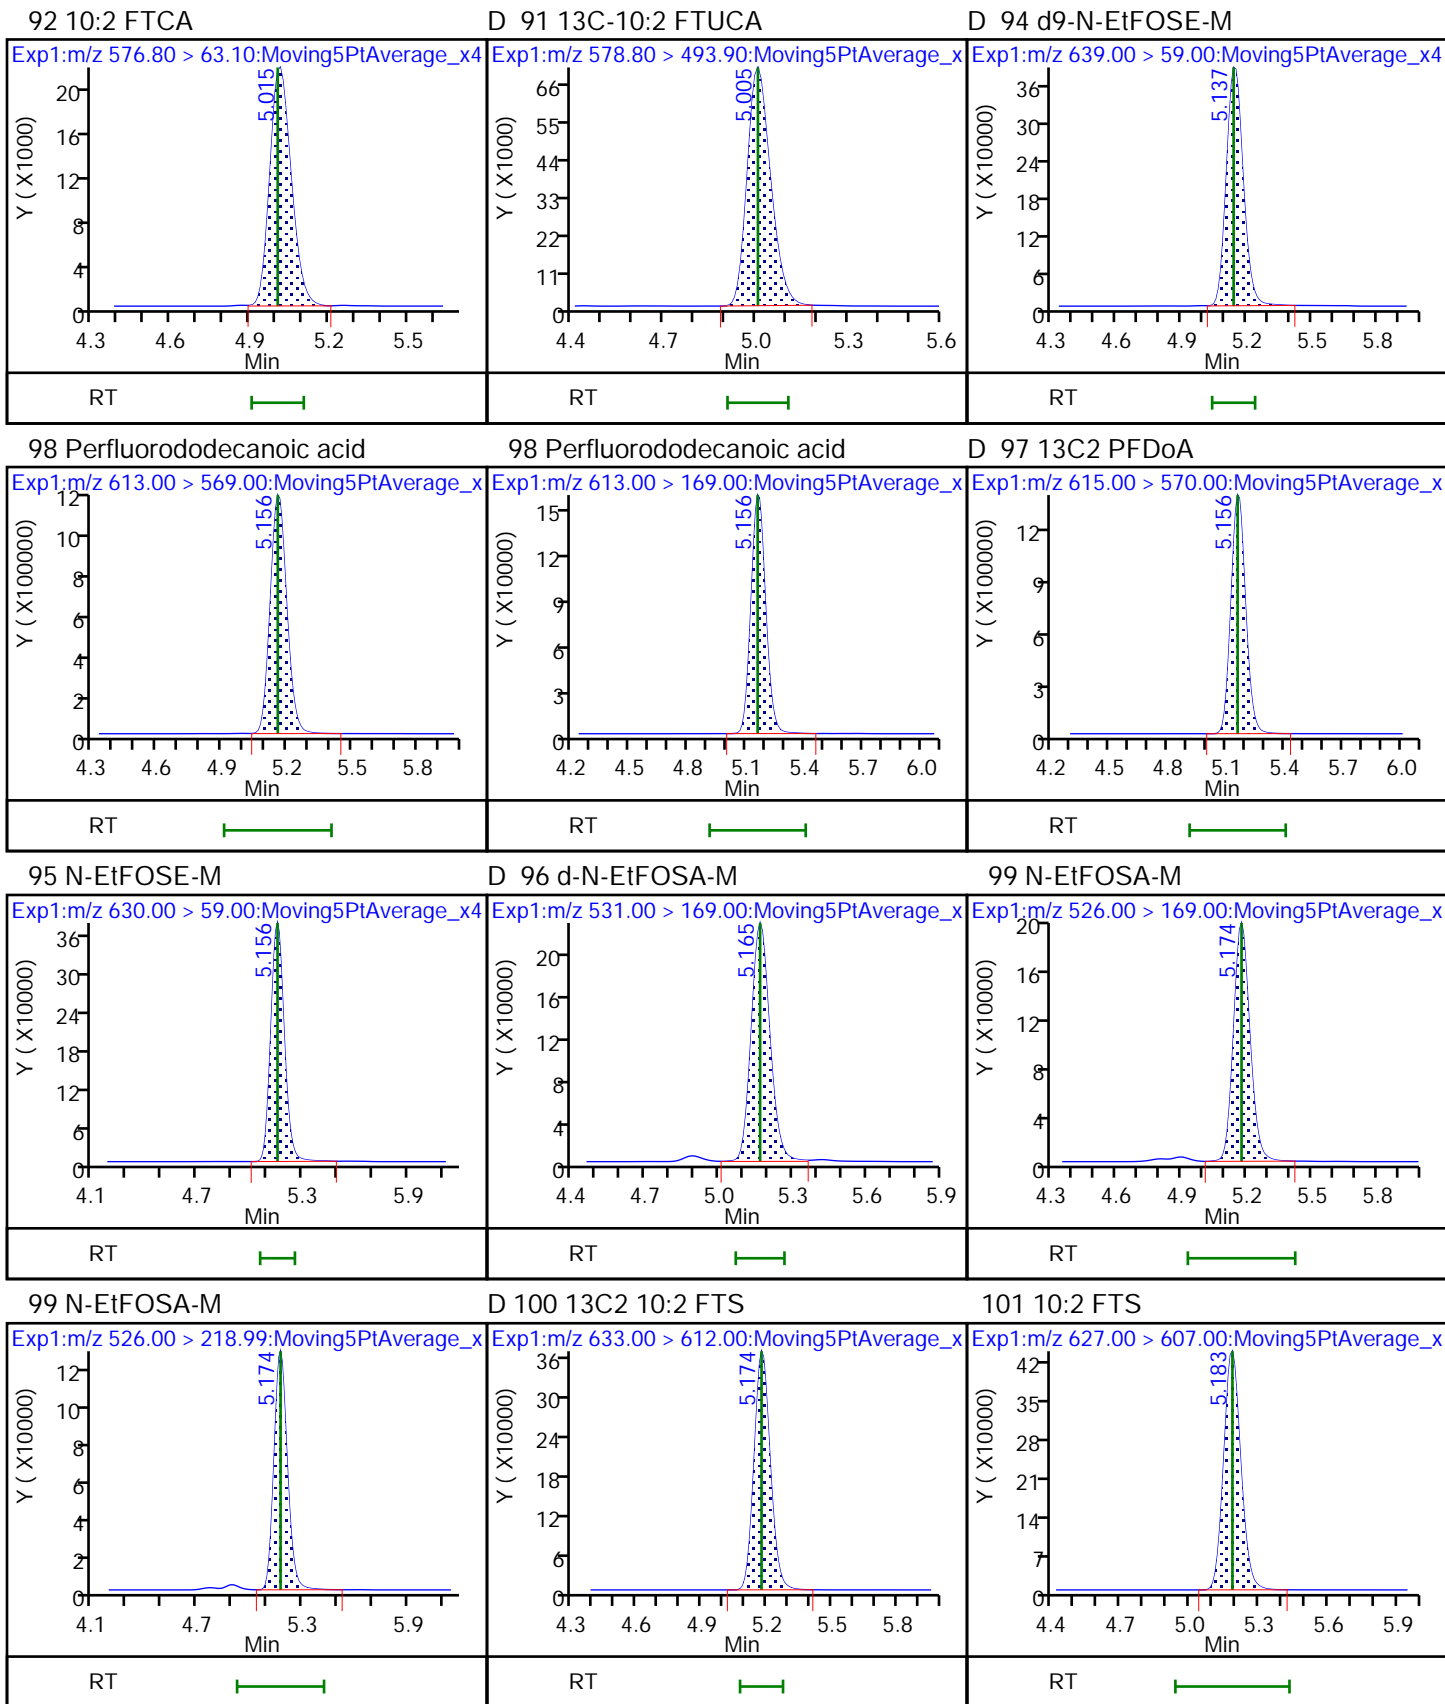 92 10:2 FTCA
Exp1:m/z 576.80 > 63.10:Moving5PtAverage_x4
5.015
Y ( X10000)
20
16
12
8
4
0
4.3 4.6 4.9 5.2 5.5
Min
RT
D 91 13C-10:2 FTUCA
Exp1:m/z 578.80 > 493.90:Moving5PtAverage_x
5.005
Y ( X1000)
66
55
44
33
22
11
0
4.4 4.7 5.0 5.3 5.6
Min
RT
D 94 d9-N-EtFOSE-M
Exp1:m/z 639.00 > 59.00:Moving5PtAverage_x4
5.137
Y ( X10000)
36
30
24
18
12
6
0
4.3 4.6 4.9 5.2 5.5 5.8
Min
RT
98 Perfluorododecanoic acid
Exp1:m/z 613.00 > 569.00:Moving5PtAverage_x
5.156
Y ( X100000)
12
10
8
6
4
2
0
4.3 4.6 4.9 5.2 5.5 5.8
Min
RT
98 Perfluorododecanoic acid
Exp1:m/z 613.00 > 169.00:Moving5PtAverage_x
5.156
Y ( X10000)
15
12
9
6
3
0
4.2 4.5 4.8 5.1 5.4 5.7 6.0
Min
RT
D 97 13C2 PFDoA
Exp1:m/z 615.00 > 570.00:Moving5PtAverage_x
5.156
Y ( X100000)
12
9
6
3
0
4.2 4.5 4.8 5.1 5.4 5.7 6.0
Min
RT
95 N-EtFOSE-M
Exp1:m/z 630.00 > 59.00:Moving5PtAverage_x4
5.156
Y ( X10000)
36
30
24
18
12
6
0
4.1 4.7 5.3 5.9
Min
RT
D 96 d-N-EtFOSA-M
Exp1:m/z 531.00 > 169.00:Moving5PtAverage_x
5.165
Y ( X10000)
20
16
12
8
4
0
4.4 4.7 5.0 5.3 5.6 5.9
Min
RT
99 N-EtFOSA-M
Exp1:m/z 526.00 > 169.00:Moving5PtAverage_x
5.174
Y ( X10000)
20
16
12
8
4
0
4.3 4.6 4.9 5.2 5.5 5.8
Min
RT
99 N-EtFOSA-M
Exp1:m/z 526.00 > 218.99:Moving5PtAverage_x
5.174
Y ( X10000)
12
10
8
6
4
2
0
4.1 4.7 5.3 5.9
Min
RT
D 100 13C2 10:2 FTS
Exp1:m/z 633.00 > 612.00:Moving5PtAverage_x
5.174
Y ( X10000)
36
30
24
18
12
6
0
4.3 4.6 4.9 5.2 5.5 5.8
Min
RT
101 10:2 FTS
Exp1:m/z 627.00 > 607.00:Moving5PtAverage_x
5.183
Y ( X10000)
42
35
28
21
14
7
0
4.4 4.7 5.0 5.3 5.6 5.9
Min
RT